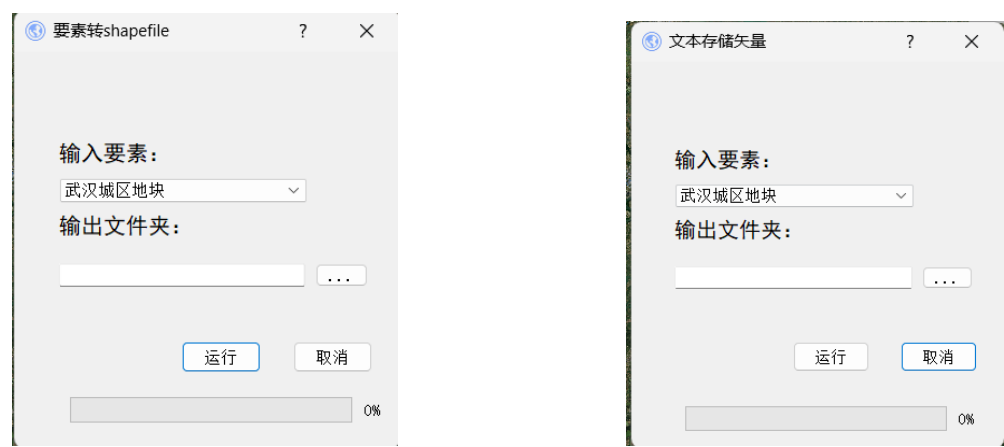 要素转shapefile ? ×
输入要素：
武汉城区地块
输出文件夹：
...
运行 取消
0%
文本存储矢量 ? ×
输入要素：
武汉城区地块
输出文件夹：
...
运行 取消
0%